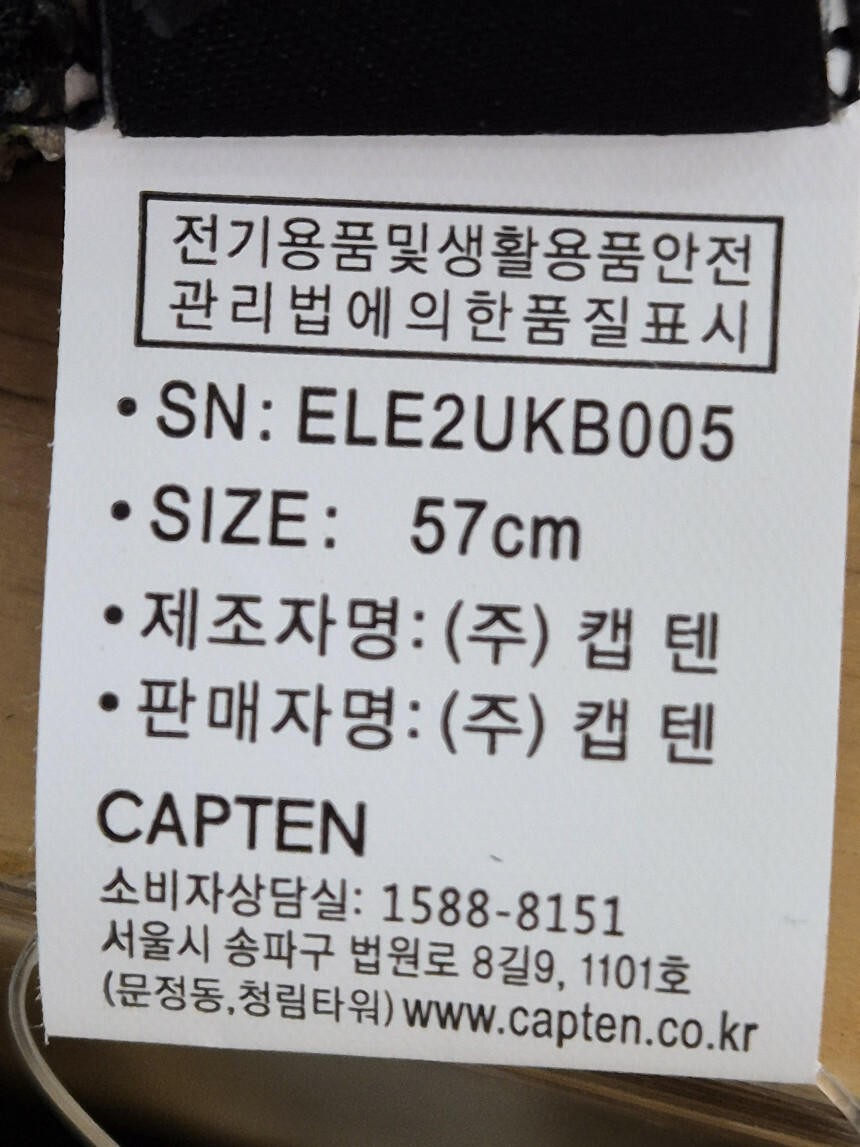 전기용품및생활용품안전
관리법에의한품질표시
• SN: ELE2UKB005
• SIZE: 57cm
• 제조자명: (주) 캡 텐
• 판매자명: (주) 캡 텐
CAPTEN
소비자상담실: 1588-8151
서울시 송파구 법원로 8길9, 1101호
(문정동,청림타워) www.capten.co.kr